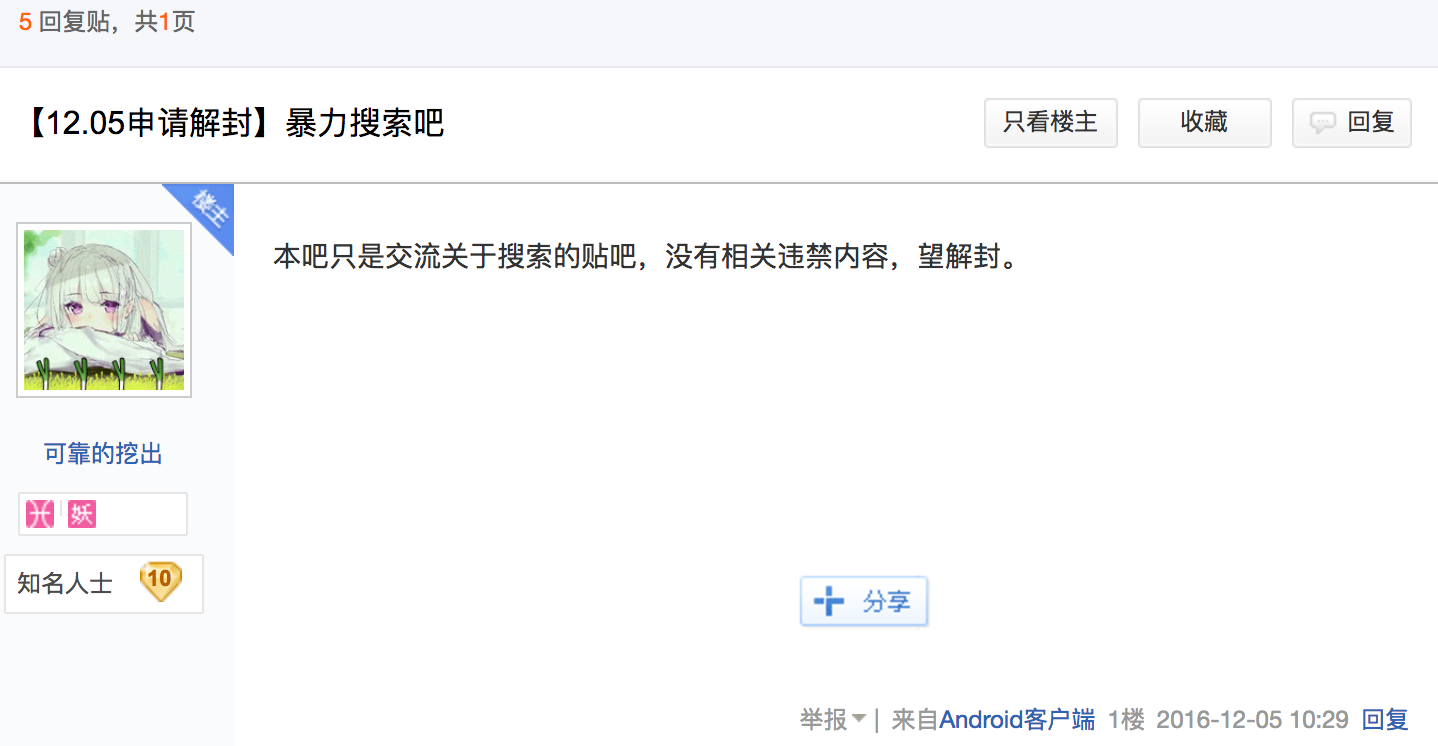 5 回复贴，共1页
【12.05申请解封】暴力搜索吧
只看楼主
收藏
回复
楼主
本吧只是交流关于搜索的贴吧，没有相关违禁内容，望解封。
可靠的挖出
妖
知名人士 10
分享
举报 | 来自Android客户端 1楼 2016-12-05 10:29 回复